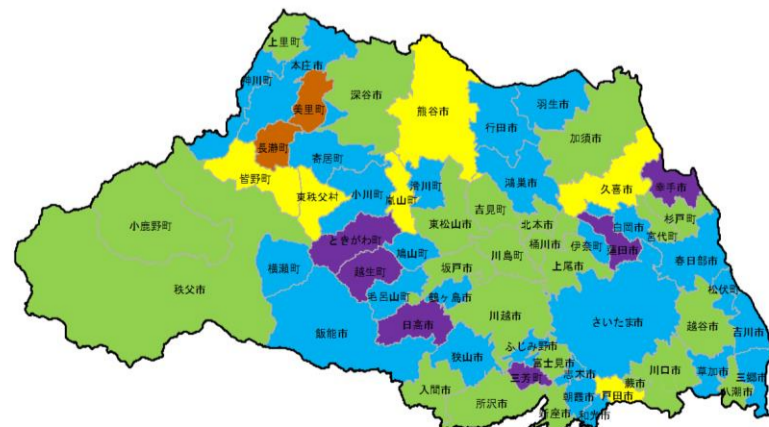 上里町
本庄市
神川町
美里町
深谷市
熊谷市
行田市
羽生市
加須市
長瀞町
寄居町
皆野町
東秩父村
小川町
嵐山町
滑川町
鴻巣市
久喜市
幸手市
小鹿野町
ときがわ町
東松山市
吉見町
北本市
桶川市
伊奈町
白岡市
蓮田市
宮代町
杉戸町
春日部市
秩父市
横瀬町
越生町
鳩山町
毛呂山町
坂戸市
鶴ヶ島市
川島町
上尾市
川越市
さいたま市
松伏町
越谷市
吉川市
飯能市
日高市
狭山市
ふじみ野市
富士見市
三芳町
志木市
入間市
所沢市
新座市
朝霞市
和光市
戸田市
蕨市
川口市
草加市
八潮市
三郷市